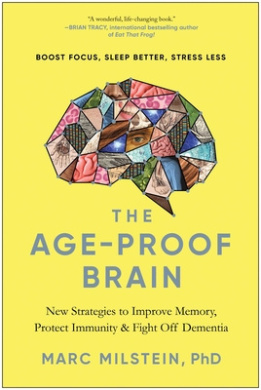 "A wonderful, life-changing book."
—BRIAN TRACY, international bestselling author
of Eat That Frog!
BOOST FOCUS, SLEEP BETTER, STRESS LESS
THE
AGE-PROOF
BRAIN
New Strategies to Improve Memory,
Protect Immunity & Fight Off Dementia
MARC MILSTEIN, PhD